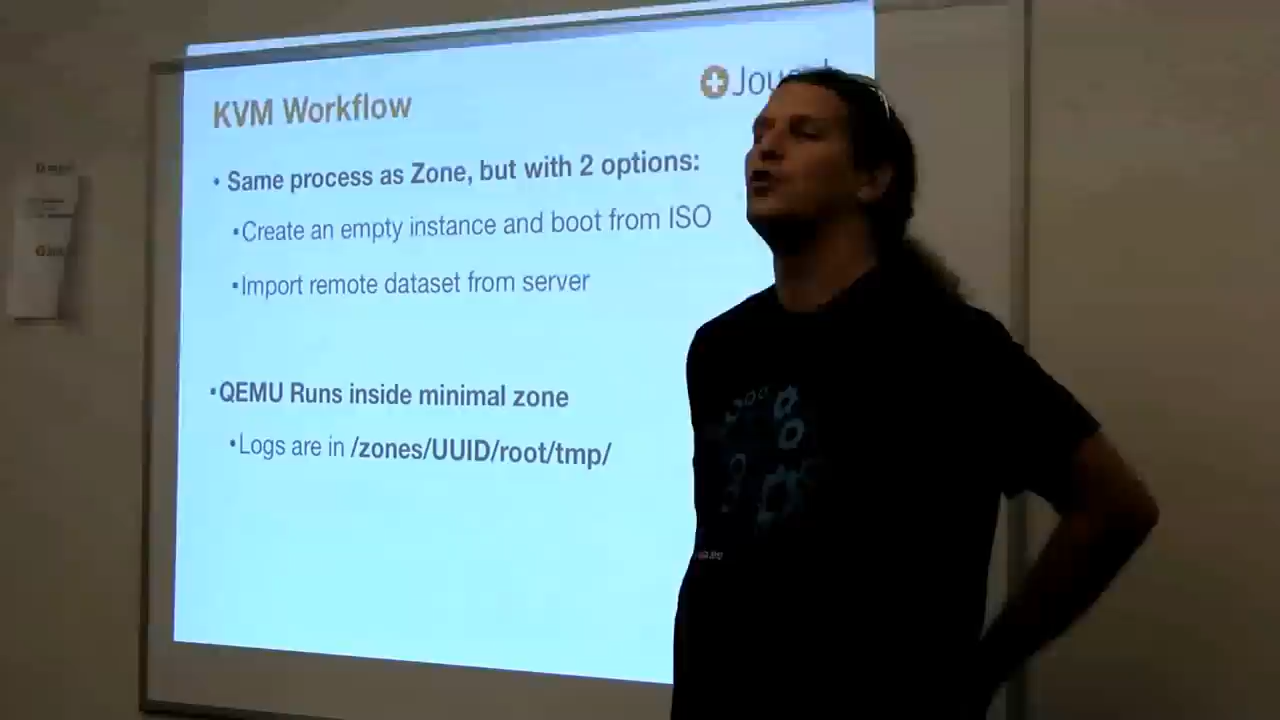 KVM Workflow
• Same process as Zone, but with 2 options:
•Create an empty instance and boot from ISO
•Import remote dataset from server
•QEMU Runs inside minimal zone
•Logs are in /zones/UUID/root/tmp/